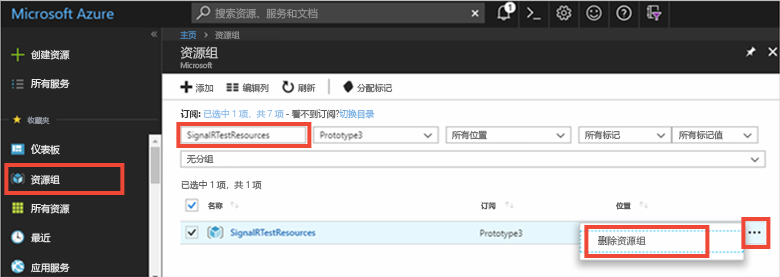 Microsoft Azure
搜索资源、服务和文档
1
创建资源
所有服务
收藏夹
仪表板
资源组
所有资源
最近
应用服务
主页 > 资源组
资源组
Microsoft
添加 编辑列 刷新 分配标记
订阅: 已选中 1 项，共 7 项 - 看不到订阅?切换目录
SignalRTestResources Prototype3 所有位置 所有标记 所有标记值
无分组
已选中 1 项，共 1 项
名称 订阅 位置
SignalRTestResources Prototype3
删除资源组